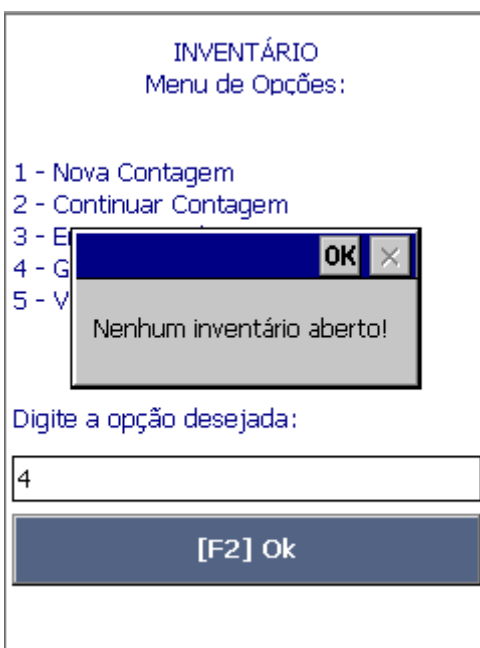 INVENTÁRIO
Menu de Opções:
1 - Nova Contagem
2 - Continuar Contagem
3 -
4 -
5 -
OK
Nenhum inventário aberto!
Digite a opção desejada:
4
[F2] Ok